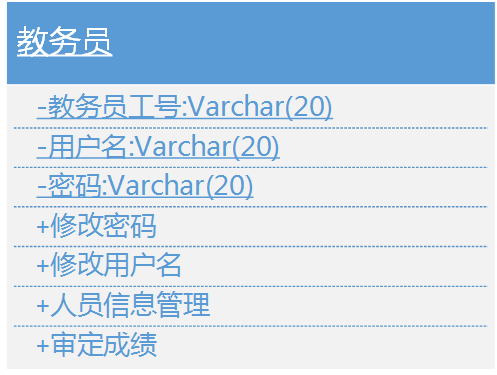 教务员
-教务员工号:Varchar(20)
-用户名:Varchar(20)
-密码:Varchar(20)
+修改密码
+修改用户名
+人员信息管理
+审定成绩